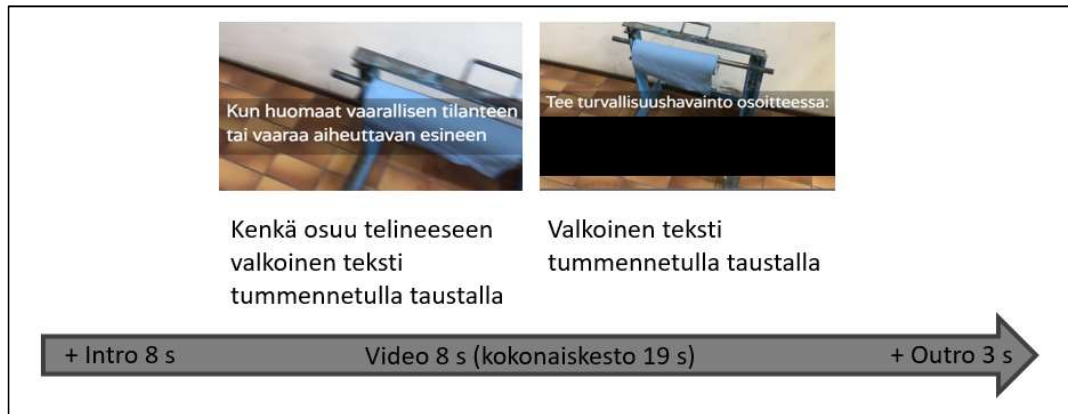 Kun huomaat vaarallisen tilanteen
tai vaaraa aiheuttavan esineen
Tee turvallisuushavainto osoitteessa:
Kenkä osuu telineeseen
valkoinen teksti
tummennetulla taustalla
Valkoinen teksti
tummennetulla taustalla
+ Intro 8 s
Video 8 s (kokonaiskesto 19 s)
+ Outro 3 s